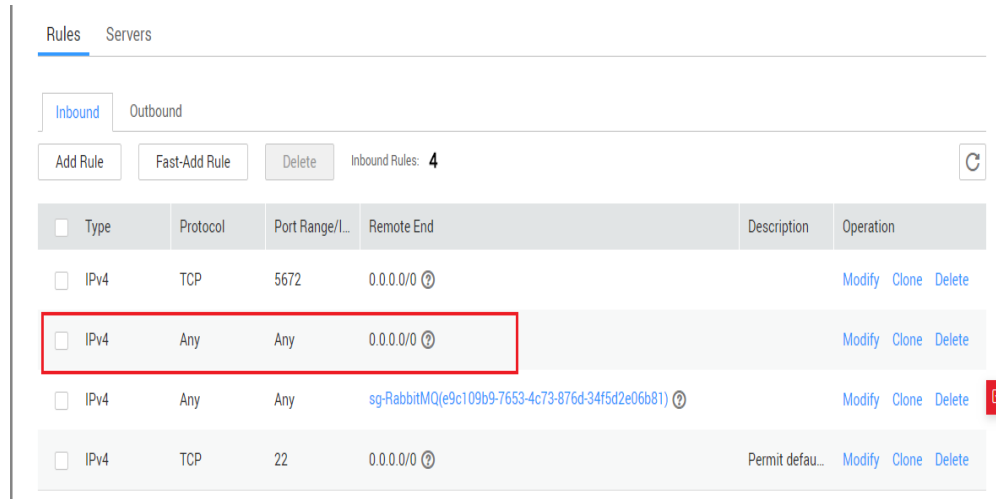 Rules Servers
Inbound Outbound
Add Rule Fast-Add Rule Delete Inbound Rules: 4
Type Protocol Port Range/I... Remote End Description Operation
IPv4 TCP 5672 0.0.0.0/0 Modify Clone Delete
IPv4 Any Any 0.0.0.0/0 Modify Clone Delete
IPv4 Any Any sg-RabbitMQ(e9c109b9-7653-4c73-876d-34f5d2e06b81) Modify Clone Delete
IPv4 TCP 22 0.0.0.0/0 Permit defau... Modify Clone Delete